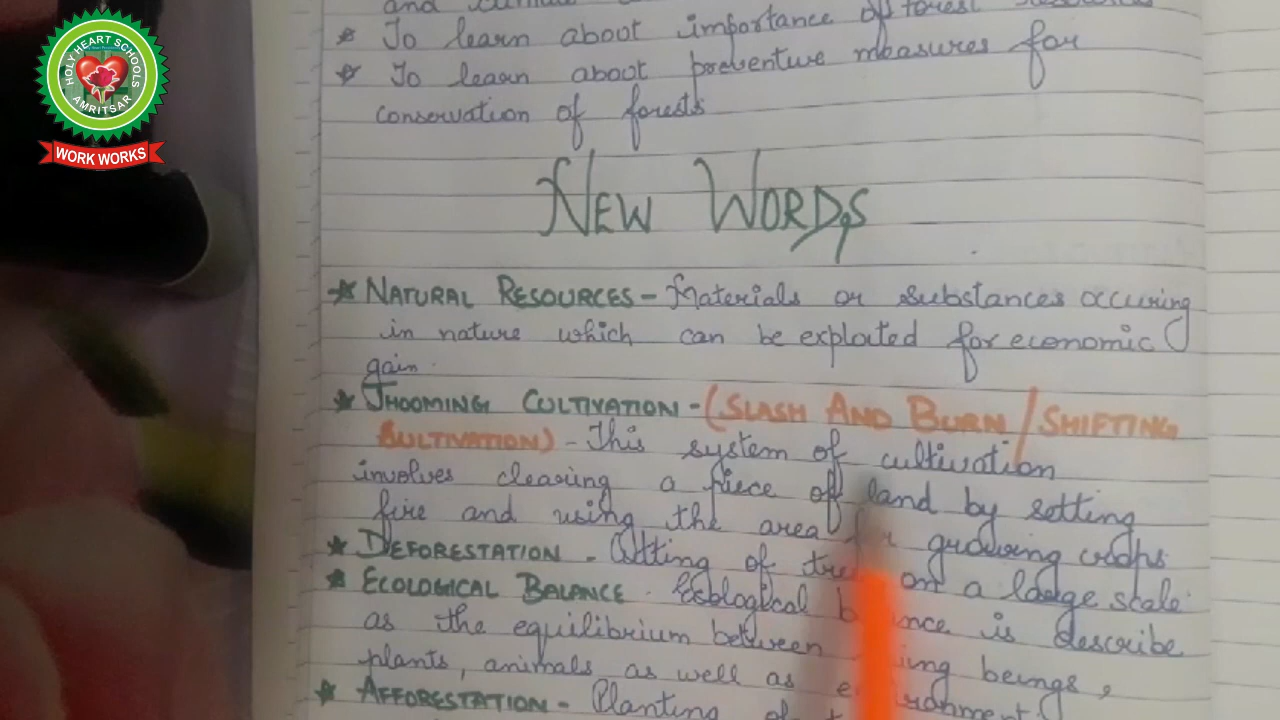 HOLY HEART SCHOOLS
AMRITSAR
WORK WORKS
and
* To learn about importance of forest
* To learn about preventive measures for
conservation of forests
NEW WORDS
* NATURAL RESOURCES - Materials or substances occuring
in nature which can be exploited for economic
gain.
* JHOOMING CULTIVATION - (SLASH AND BURN / SHIFTING
CULTIVATION) - This system of cultivation
involves clearing a piece of land by setting
fire and using the area growing crops
* DEFORESTATION - Cutting of on a large scale
* ECOLOGICAL BALANCE - Ecological is describe
as the equilibrium between beings,
plants, animals as well as
* AFFORESTATION - Planting of